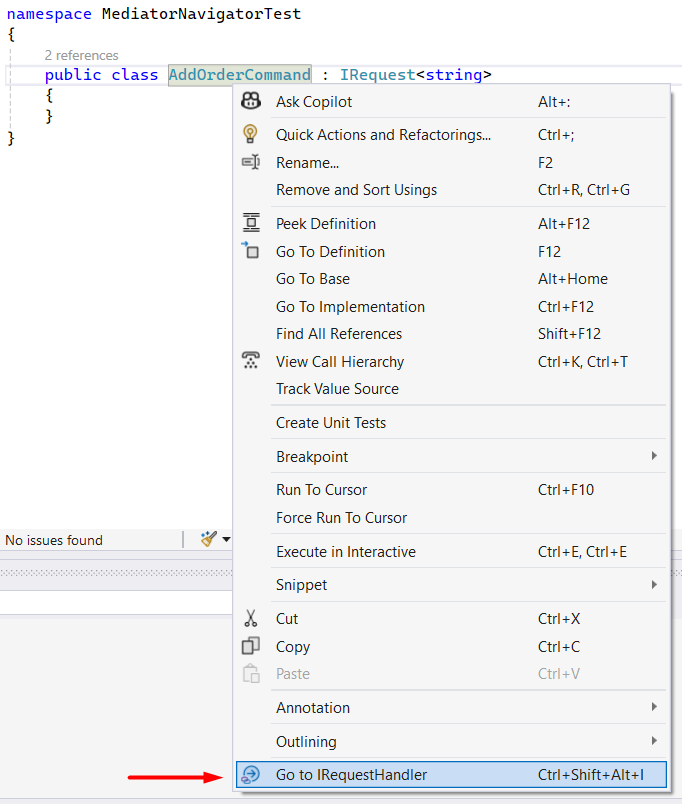 namespace MediatorNavigatorTest
{
2 references
public class AddOrderCommand : IRequest<string>
{
}
}
Ask Copilot Alt+:
Quick Actions and Refactorings... Ctrl+;
Rename... F2
Remove and Sort Usings Ctrl+R, Ctrl+G
Peek Definition Alt+F12
Go To Definition F12
Go To Base Alt+Home
Go To Implementation Ctrl+F12
Find All References Shift+F12
View Call Hierarchy Ctrl+K, Ctrl+T
Track Value Source
Create Unit Tests
Breakpoint
Run To Cursor Ctrl+F10
Force Run To Cursor
No issues found
Execute in Interactive Ctrl+E, Ctrl+E
Snippet
Cut Ctrl+X
Copy Ctrl+C
Paste Ctrl+V
Annotation
Outlining
Go to IRequestHandler Ctrl+Shift+Alt+I